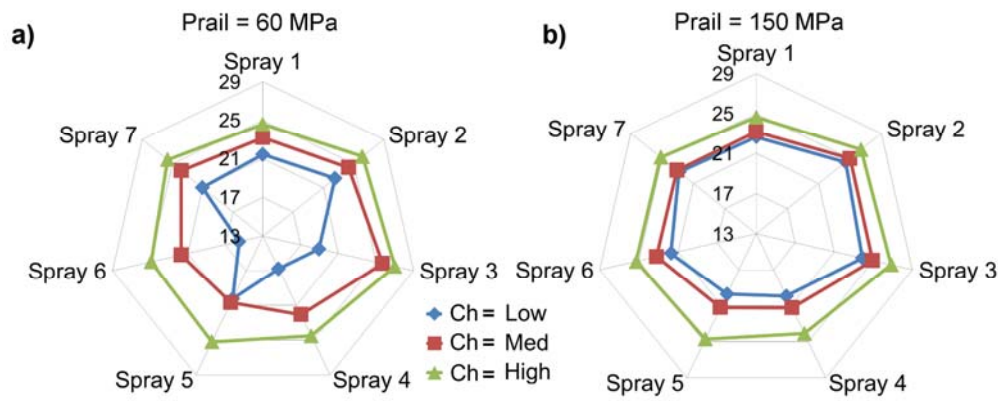 a)
Prail = 60 MPa
Spray 1
29
25
21
17
13
Spray 2
Spray 3
Spray 4
Spray 5
Spray 6
Spray 7
Ch = Low
Ch = Med
Ch = High
b)
Prail = 150 MPa
Spray 1
29
25
21
17
13
Spray 2
Spray 3
Spray 4
Spray 5
Spray 6
Spray 7